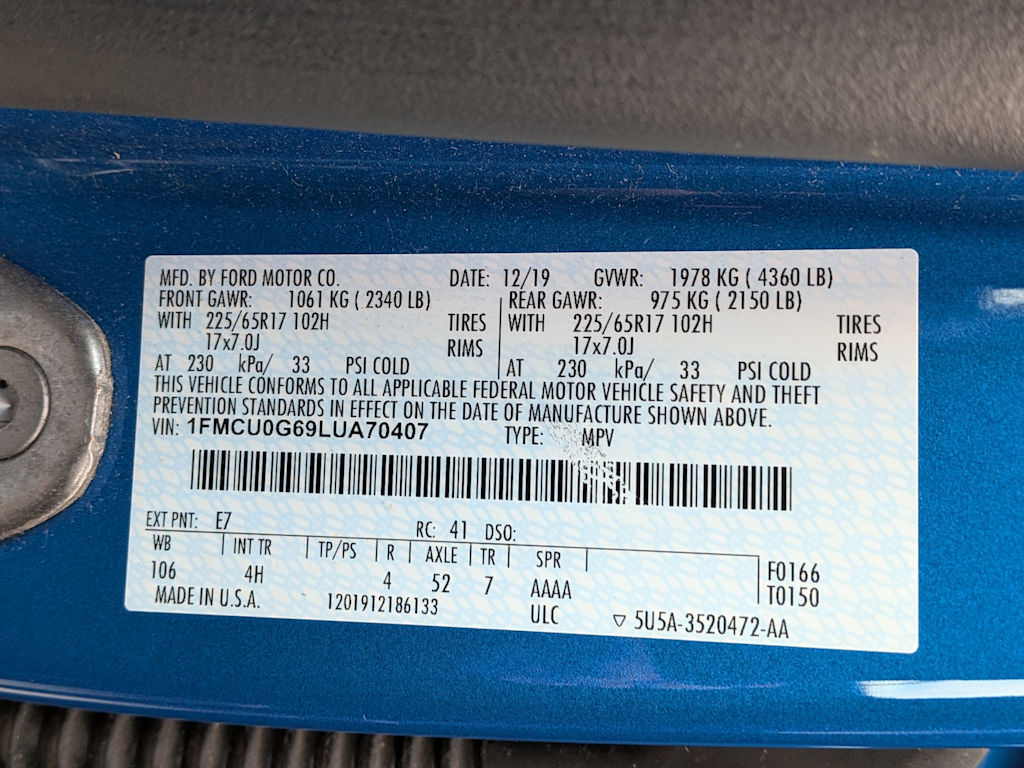 MFD. BY FORD MOTOR CO. DATE: 12/19 GVWR: 1978 KG ( 4360 LB)
FRONT GAWR: 1061 KG ( 2340 LB) REAR GAWR: 975 KG ( 2150 LB)
WITH 225/65R17 102H TIRES WITH 225/65R17 102H TIRES
17x7.0J RIMS 17x7.0J RIMS
AT 230 kPa/ 33 PSI COLD AT 230 kPa/ 33 PSI COLD
THIS VEHICLE CONFORMS TO ALL APPLICABLE FEDERAL MOTOR VEHICLE SAFETY AND THEFT
PREVENTION STANDARDS IN EFFECT ON THE DATE OF MANUFACTURE SHOWN ABOVE.
VIN: 1FMCU0G69LUA70407 TYPE: MPV
EXT PNT: E7 RC: 41 DSO:
WB INT TR TP/PS R AXLE TR SPR
106 4H 4 52 7 AAAA F0166
T0150
MADE IN U.S.A. 1201912186133 ULC ▽ 5U5A-3520472-AA